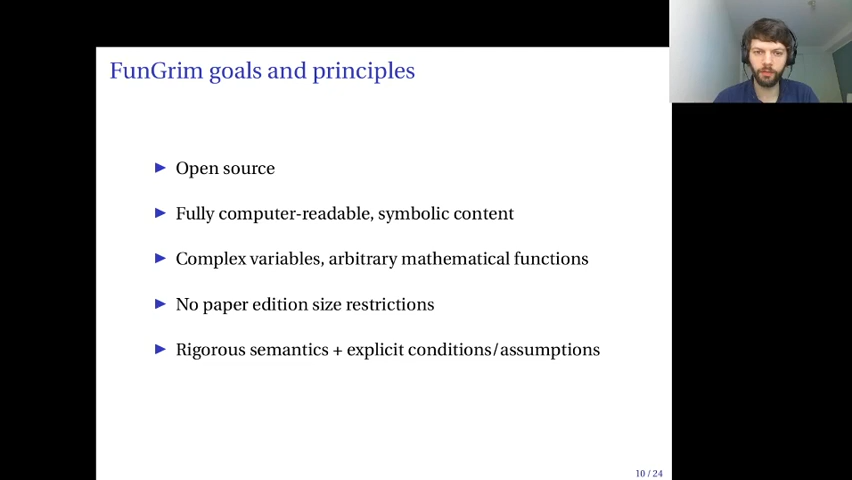 FunGrim goals and principles
▶ Open source
▶ Fully computer-readable, symbolic content
▶ Complex variables, arbitrary mathematical functions
▶ No paper edition size restrictions
▶ Rigorous semantics + explicit conditions/assumptions
10 / 24